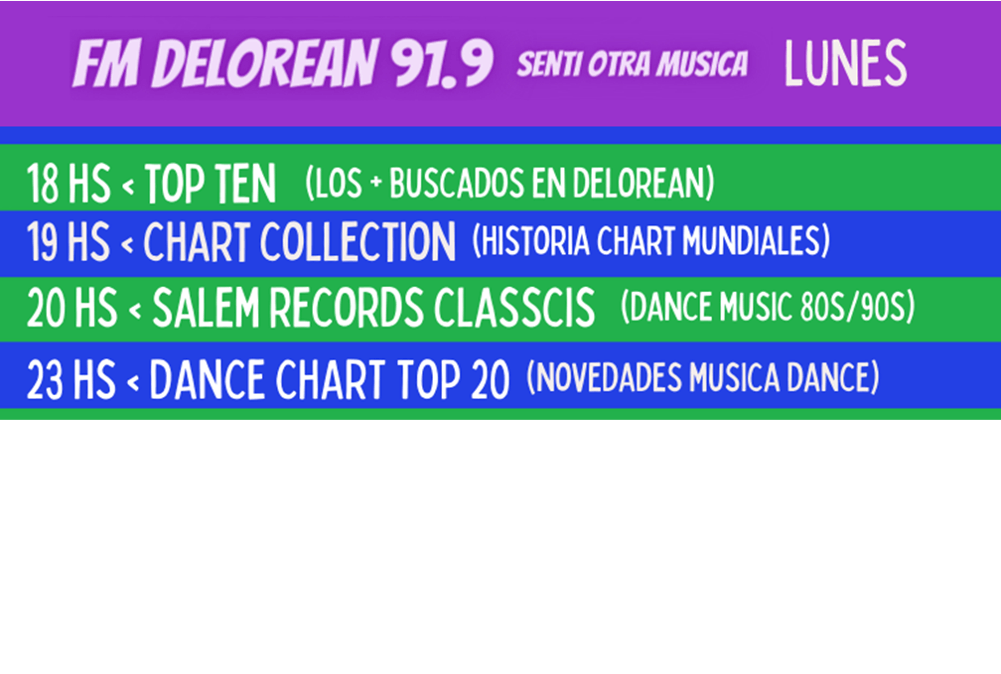 FM DELOREAN 91.9 SENTI OTRA MUSICA LUNES
18 HS < TOP TEN (LOS + BUSCADOS EN DELOREAN)
19 HS < CHART COLLECTION (HISTORIA CHART MUNDIALES)
20 HS < SALEM RECORDS CLASSCIS (DANCE MUSIC 80S/90S)
23 HS < DANCE CHART TOP 20 (NOVEDADES MUSICA DANCE)